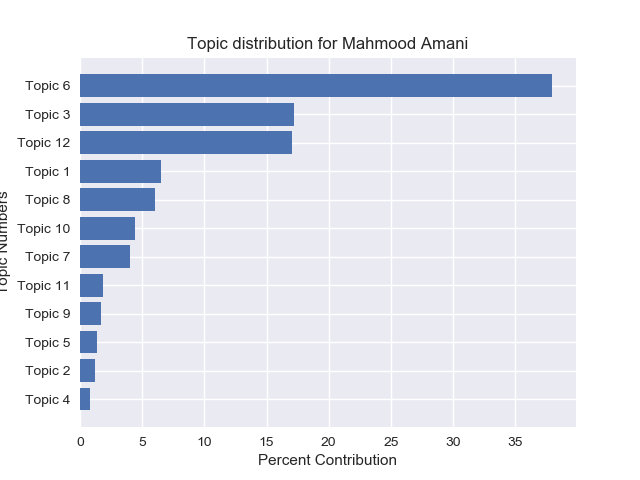 Topic distribution for Mahmood Amani
Topic 6
Topic 3
Topic 12
Topic 1
Topic 8
Topic 10
Topic 7
Topic 11
Topic 9
Topic 5
Topic 2
Topic 4
Topic Numbers
0 5 10 15 20 25 30 35
Percent Contribution